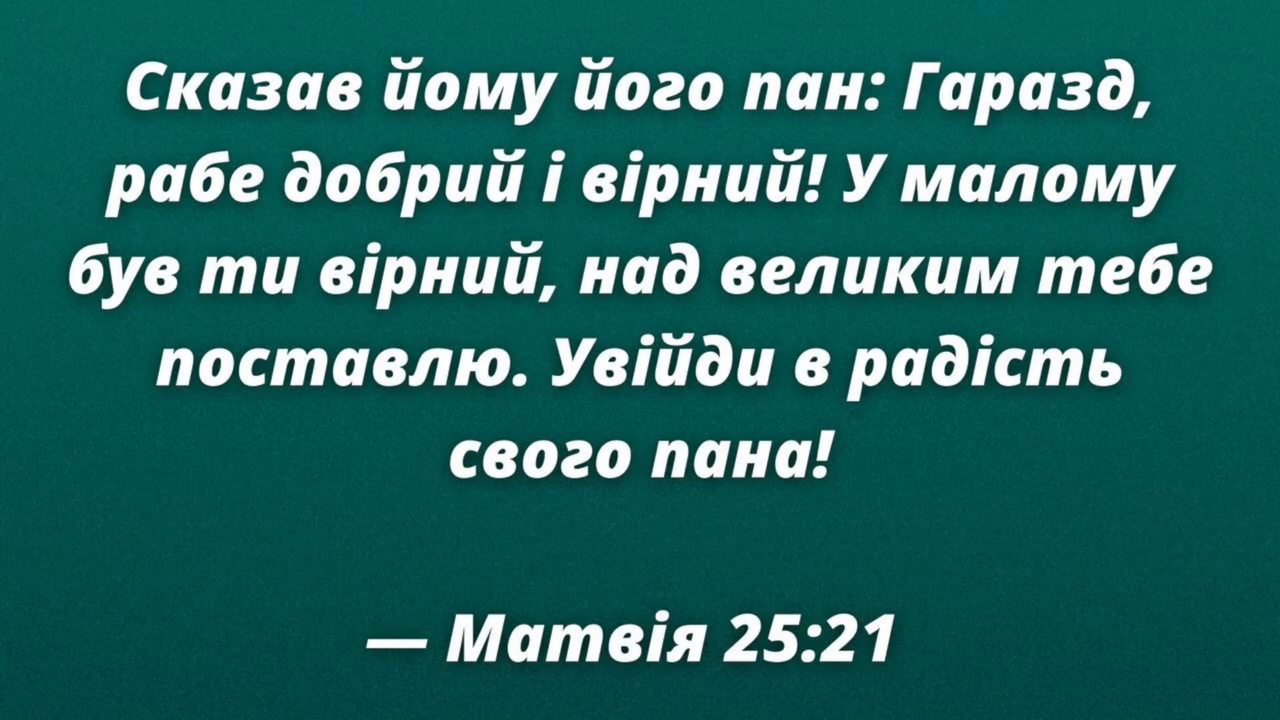 Сказав йому його пан: Гаразд,
рабе добрий і вірний! У малому
був ти вірний, над великим тебе
поставлю. Увійди в радість
свого пана!
— Матвія 25:21